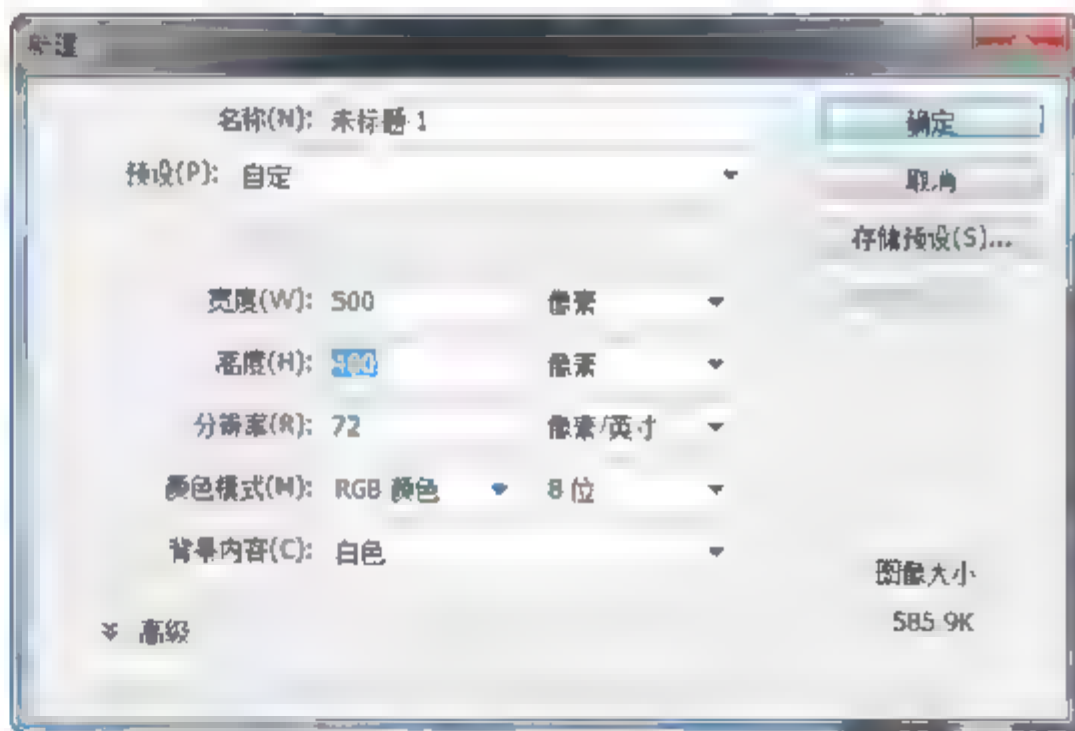 新建
名称(N): 未标题 1
确定
预设(P): 自定
取消
存储预设(S)...
宽度(W): 500 像素
高度(H): 400 像素
分辨率(R): 72 像素/英寸
颜色模式(M): RGB 颜色 8 位
背景内容(C): 白色
图像大小
585.9K
高级